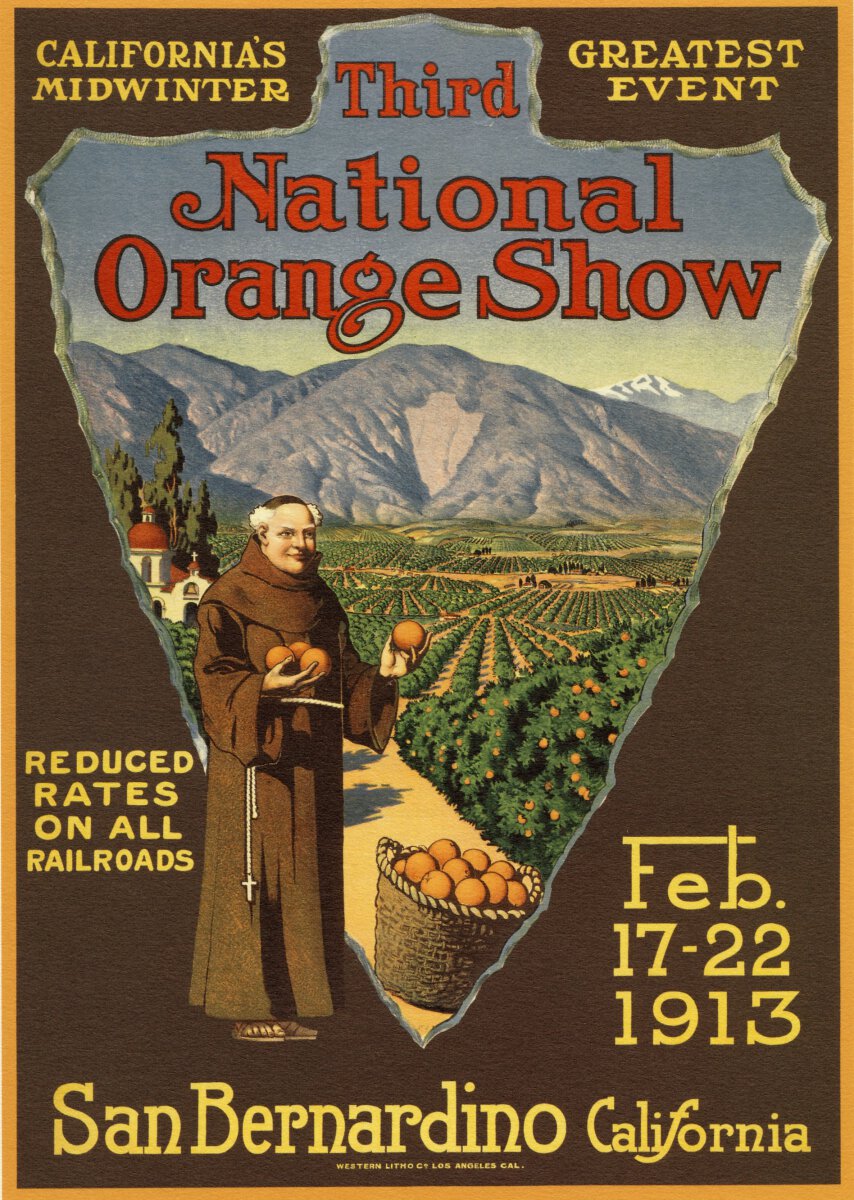 CALIFORNIA'S
MIDWINTER
GREATEST
EVENT
Third
National
Orange Show
REDUCED
RATES
ON ALL
RAILROADS
Feb.
17-22
1913
San Bernardino California
WESTERN LITHO Co LOS ANGELES CAL.